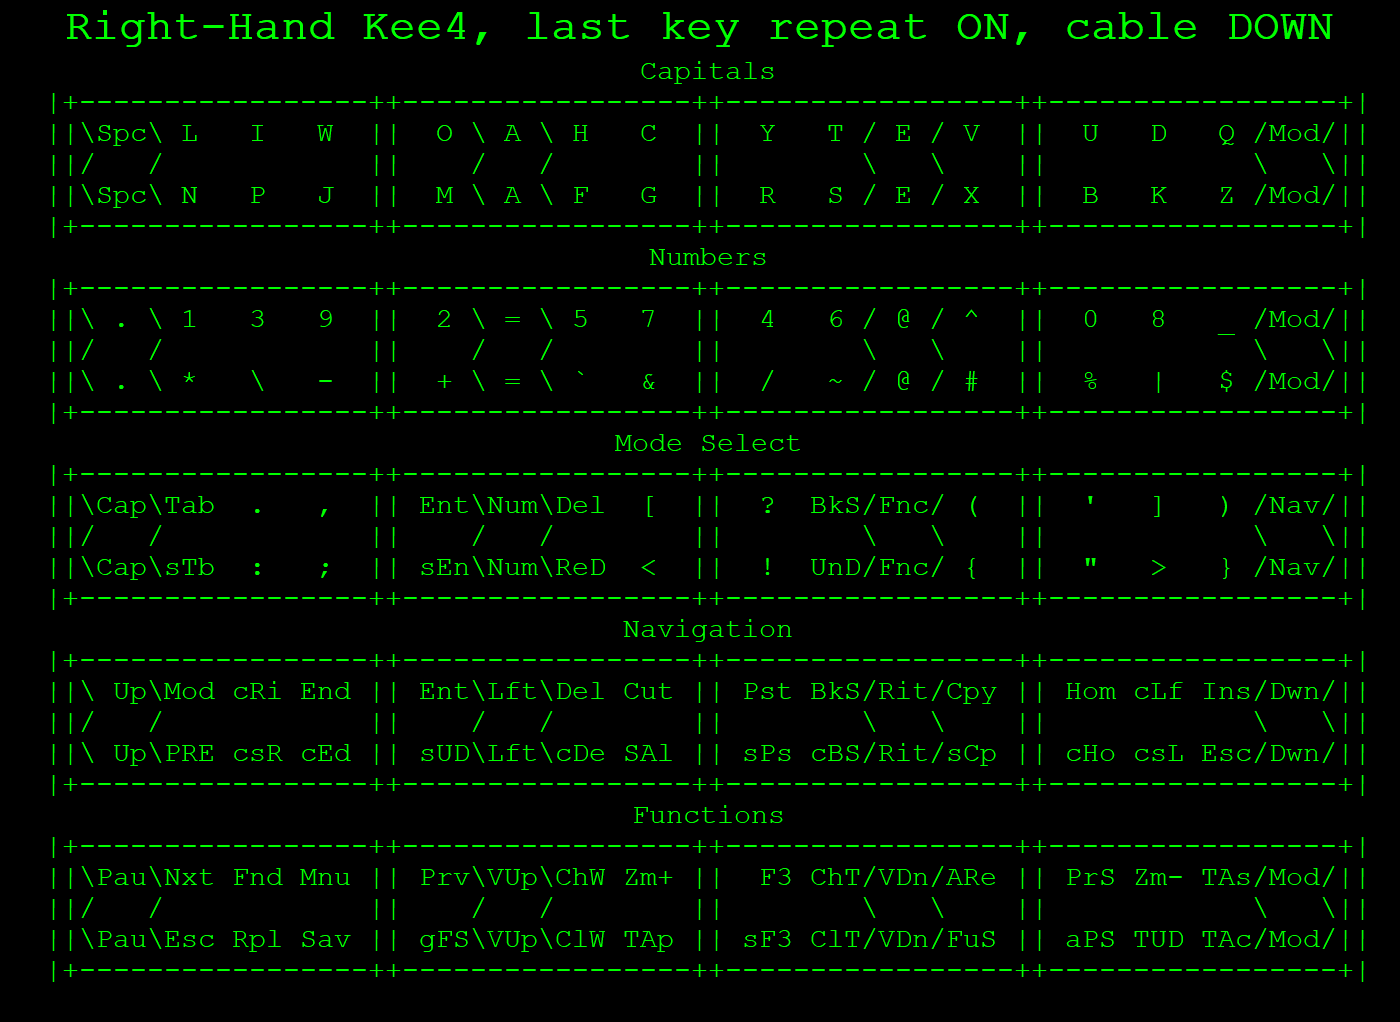 Right-Hand Kee4, last key repeat ON, cable DOWN
Capitals
|+-----------------++-----------------++-----------------++-----------------+|
||\Spc\ L   I   W  ||  O \ A \ H   C  ||  Y   T / E / V  ||  U   D   Q /Mod/||
||/   /            ||    /   /        ||        \   \    ||            \   \||
||\Spc\ N   P   J  ||  M \ A \ F   G  ||  R   S / E / X  ||  B   K   Z /Mod/||
|+-----------------++-----------------++-----------------++-----------------+|
Numbers
|+-----------------++-----------------++-----------------++-----------------+|
||\ . \ 1   3   9  ||  2 \ = \ 5   7  ||  4   6 / @ / ^  ||  0   8   _ /Mod/||
||/   /            ||    /   /        ||        \   \    ||            \   \||
||\ . \ *   \   -  ||  + \ = \ `   &  ||  /   ~ / @ / #  ||  %   |   $ /Mod/||
|+-----------------++-----------------++-----------------++-----------------+|
Mode Select
|+-----------------++-----------------++-----------------++-----------------+|
||\Cap\Tab  .   ,  || Ent\Num\Del  [  ||  ?  BkS/Fnc/ (  ||  '   ]   ) /Nav/||
||/   /            ||    /   /        ||        \   \    ||            \   \||
||\Cap\sTb  :   ;  || sEn\Num\ReD  <  ||  !  UnD/Fnc/ {  ||  "   >   } /Nav/||
|+-----------------++-----------------++-----------------++-----------------+|
Navigation
|+-----------------++-----------------++-----------------++-----------------+|
||\ Up\Mod cRi End || Ent\Lft\Del Cut || Pst BkS/Rit/Cpy || Hom cLf Ins/Dwn/||
||/   /            ||    /   /        ||        \   \    ||            \   \||
||\ Up\PRE csR cEd || sUD\Lft\cDe SAl || sPs cBS/Rit/sCp || cHo csL Esc/Dwn/||
|+-----------------++-----------------++-----------------++-----------------+|
Functions
|+-----------------++-----------------++-----------------++-----------------+|
||\Pau\Nxt Fnd Mnu || Prv\VUp\ChW Zm+ ||  F3 ChT/VDn/ARe || PrS Zm- TAs/Mod/||
||/   /            ||    /   /        ||        \   \    ||            \   \||
||\Pau\Esc Rpl Sav || gFS\VUp\ClW TAp || sF3 ClT/VDn/FuS || aPS TUD TAc/Mod/||
|+-----------------++-----------------++-----------------++-----------------+|